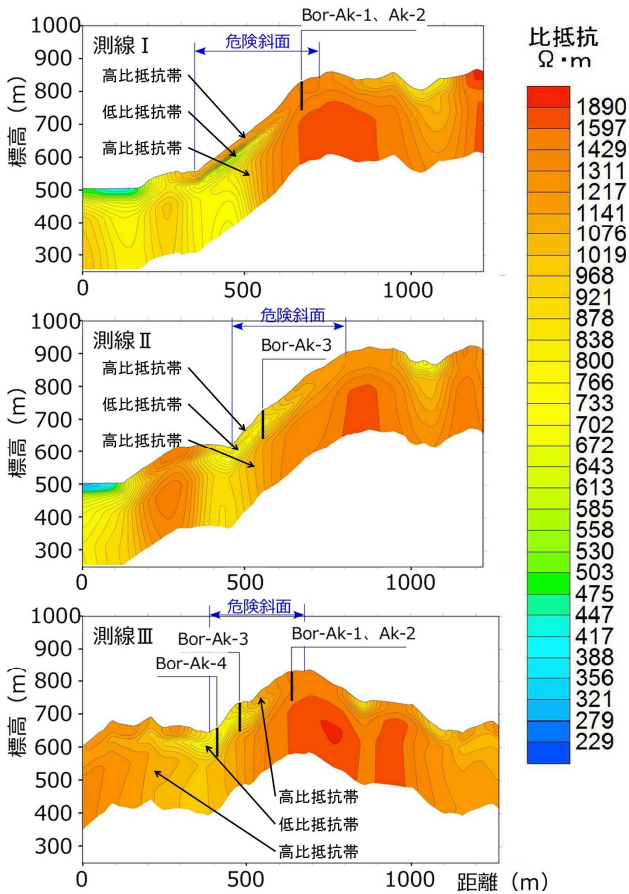 測線Ⅰ
危険斜面
Bor-Ak-1、Ak-2
高比抵抗帯
低比抵抗帯
高比抵抗帯
標高（m）
1000
900
800
700
600
500
400
300
0
500
1000
測線Ⅱ
危険斜面
Bor-Ak-3
高比抵抗帯
低比抵抗帯
高比抵抗帯
標高（m）
1000
900
800
700
600
500
400
300
0
500
1000
測線Ⅲ
危険斜面
Bor-Ak-3
Bor-Ak-1、Ak-2
Bor-Ak-4
高比抵抗帯
低比抵抗帯
高比抵抗帯
標高（m）
1000
900
800
700
600
500
400
300
0
500
1000
距離（m）
比抵抗
Ω・m
1890
1597
1429
1311
1217
1141
1076
1019
968
921
878
838
800
766
733
702
672
643
613
585
558
530
503
475
447
417
388
356
321
279
229